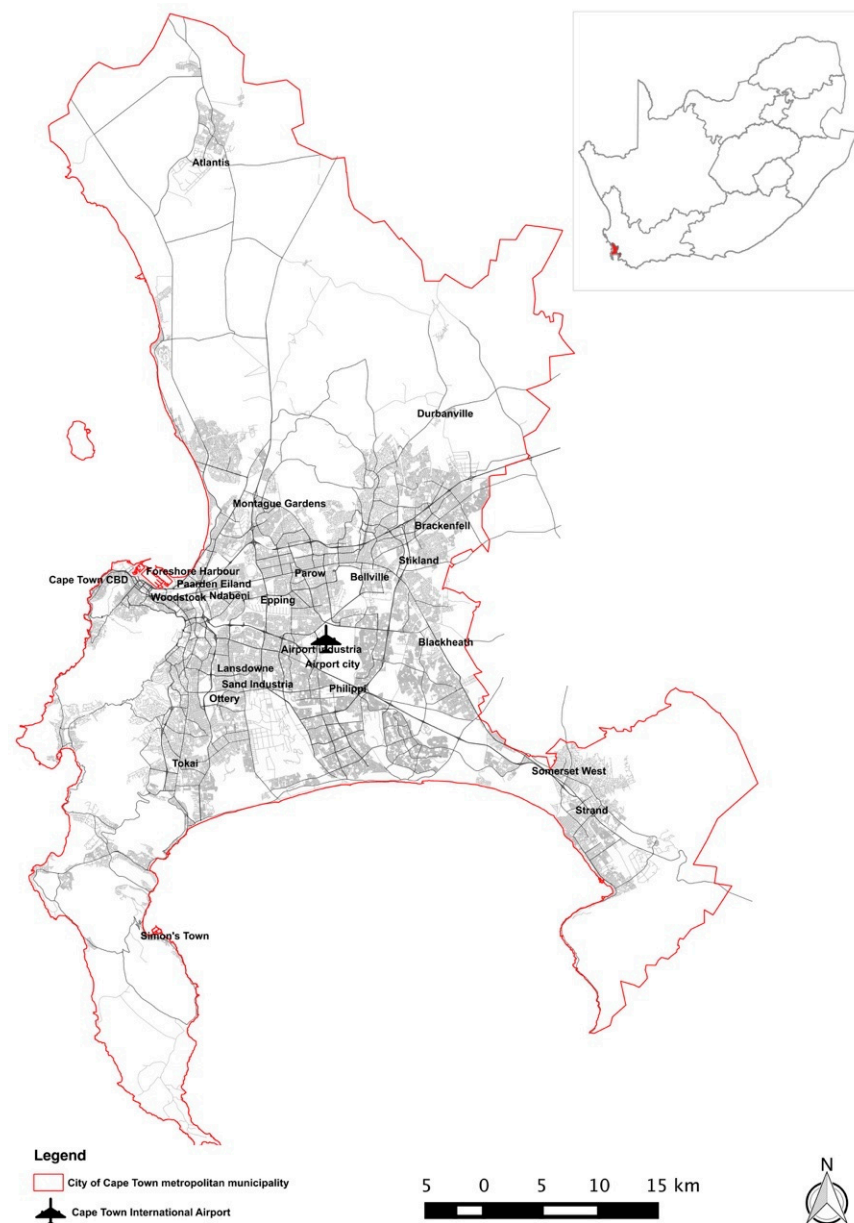 Atlantis
Durbanville
Montague Gardens
Brackenfell
Stikland
Foreshore Harbour
Parow
Bellville
Cape Town CBD
Paarden Eiland
Woodstock
Ndabeni
Epping
Blackheath
Airport industria
Airport city
Lansdowne
Sand Industria
Philippi
Ottery
Tokai
Somerset West
Strand
Simon's Town
Legend
City of Cape Town metropolitan municipality
Cape Town International Airport
5 0 5 10 15 km
N